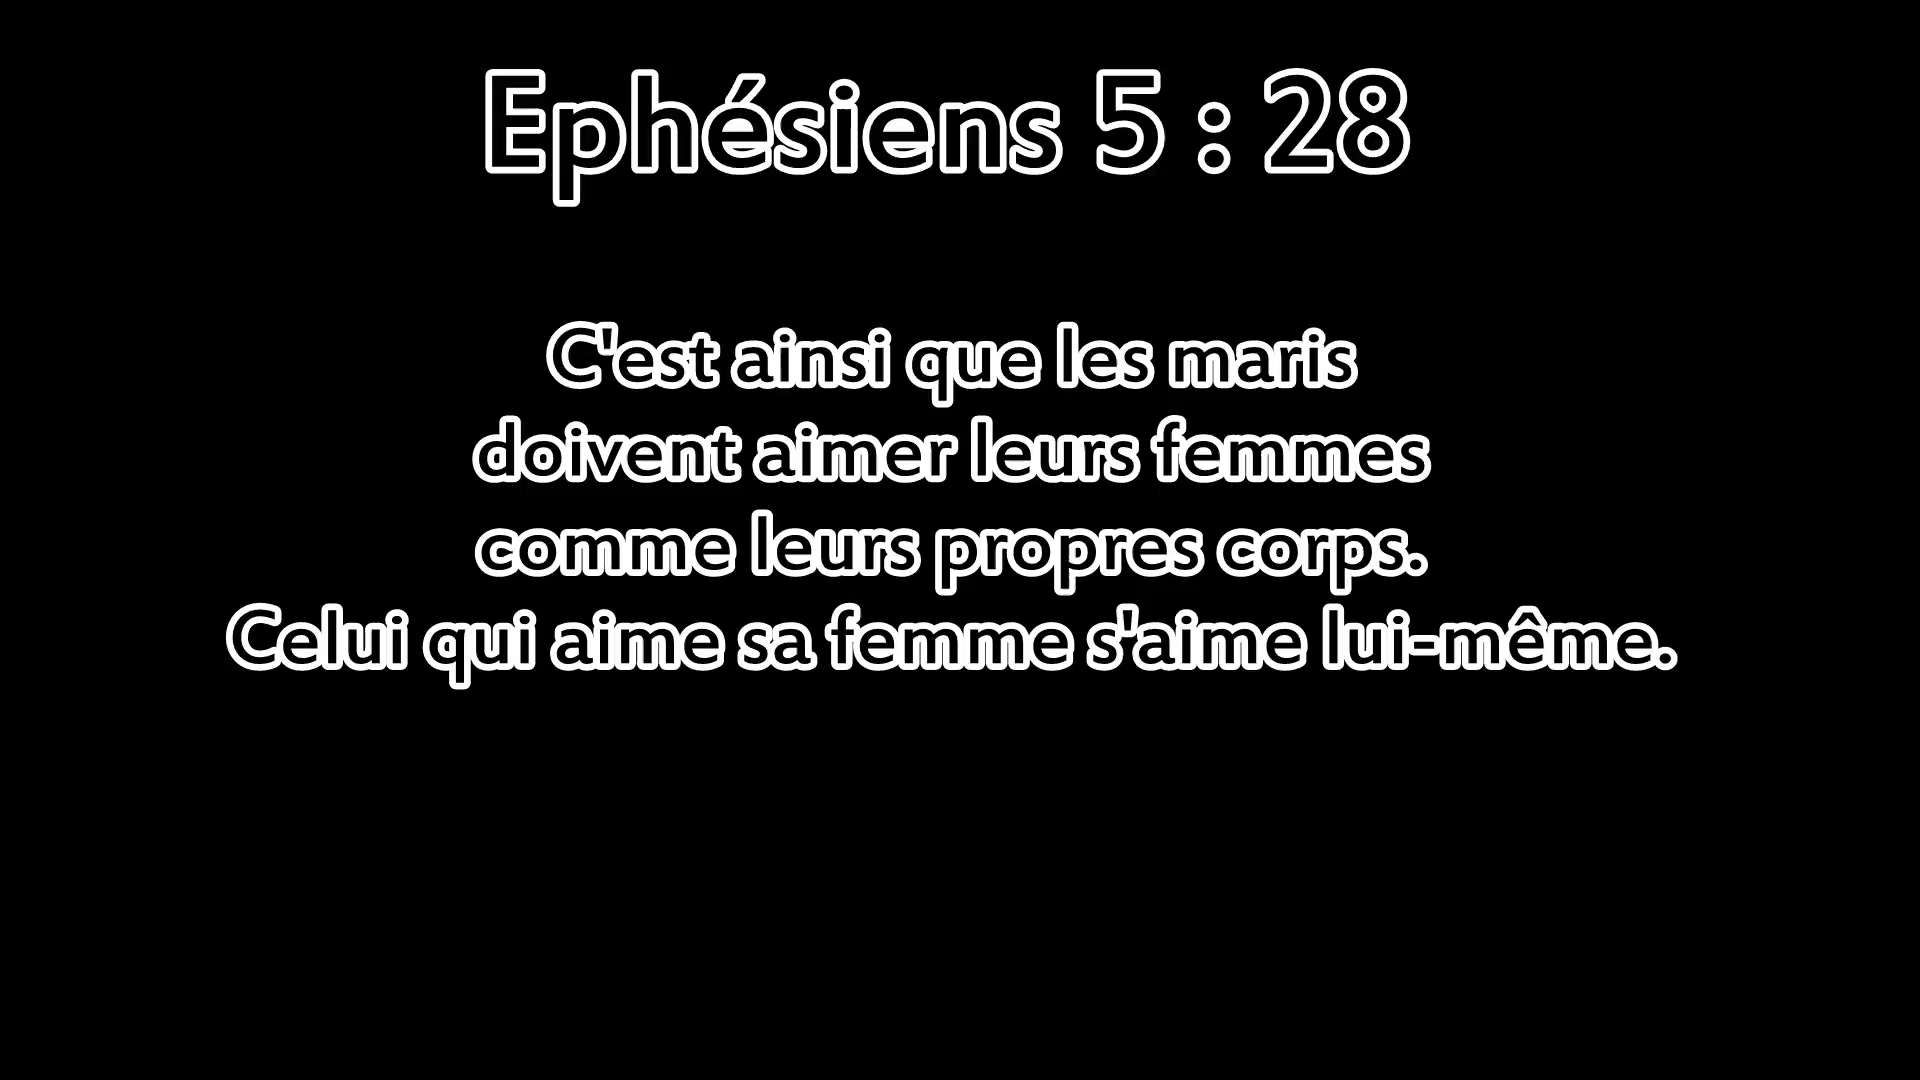 Ephésiens 5 : 28
C'est ainsi que les maris
doivent aimer leurs femmes
comme leurs propres corps.
Celui qui aime sa femme s'aime lui-même.